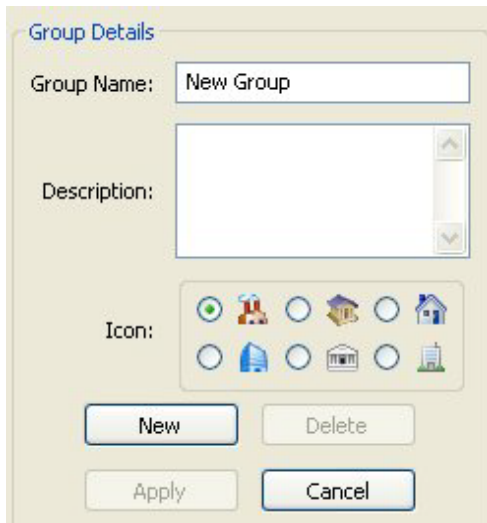 Group Details
Group Name: New Group
Description:
Icon:
New Delete
Apply Cancel